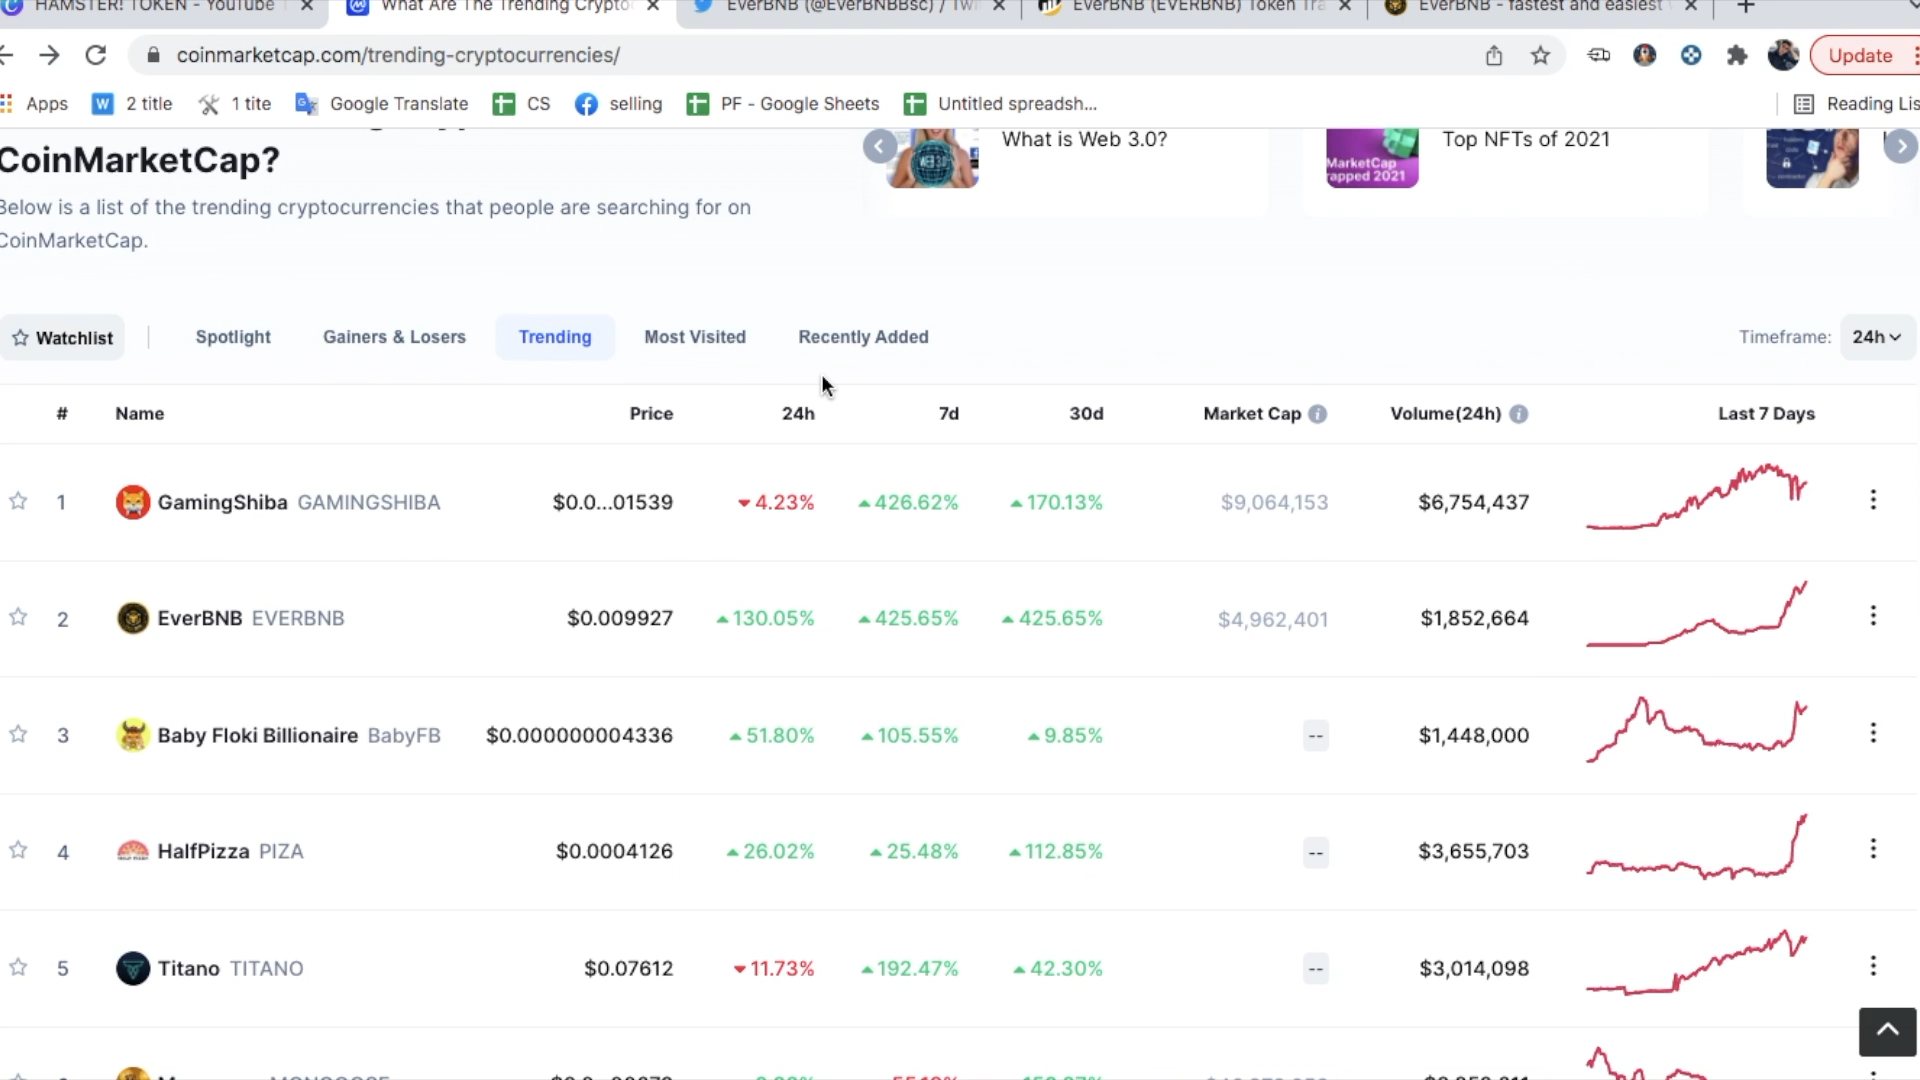 HAMSTER! TOKEN - YouTube
What Are The Trending Crypto
EverBNB (@EverBNBBsc) / Twi
EverBNB (EVERBNB) Token Tra
EverBNB - fastest and easiest
coinmarketcap.com/trending-cryptocurrencies/
Update
Apps
2 title
1 tite
Google Translate
CS
selling
PF - Google Sheets
Untitled spreadsh...
Reading Lis
CoinMarketCap?
Below is a list of the trending cryptocurrencies that people are searching for on
CoinMarketCap.
WEB 3.0
What is Web 3.0?
MarketCap
rapped 2021
Top NFTs of 2021
Watchlist
Spotlight
Gainers & Losers
Trending
Most Visited
Recently Added
Timeframe: 24h
# Name Price 24h 7d 30d Market Cap Volume(24h) Last 7 Days
1 GamingShiba GAMINGSHIBA $0.0...01539 4.23% 426.62% 170.13% $9,064,153 $6,754,437
2 EverBNB EVERBNB $0.009927 130.05% 425.65% 425.65% $4,962,401 $1,852,664
3 Baby Floki Billionaire BabyFB $0.000000004336 51.80% 105.55% 9.85% -- $1,448,000
4 HalfPizza PIZA $0.0004126 26.02% 25.48% 112.85% -- $3,655,703
5 Titano TITANO $0.07612 11.73% 192.47% 42.30% -- $3,014,098